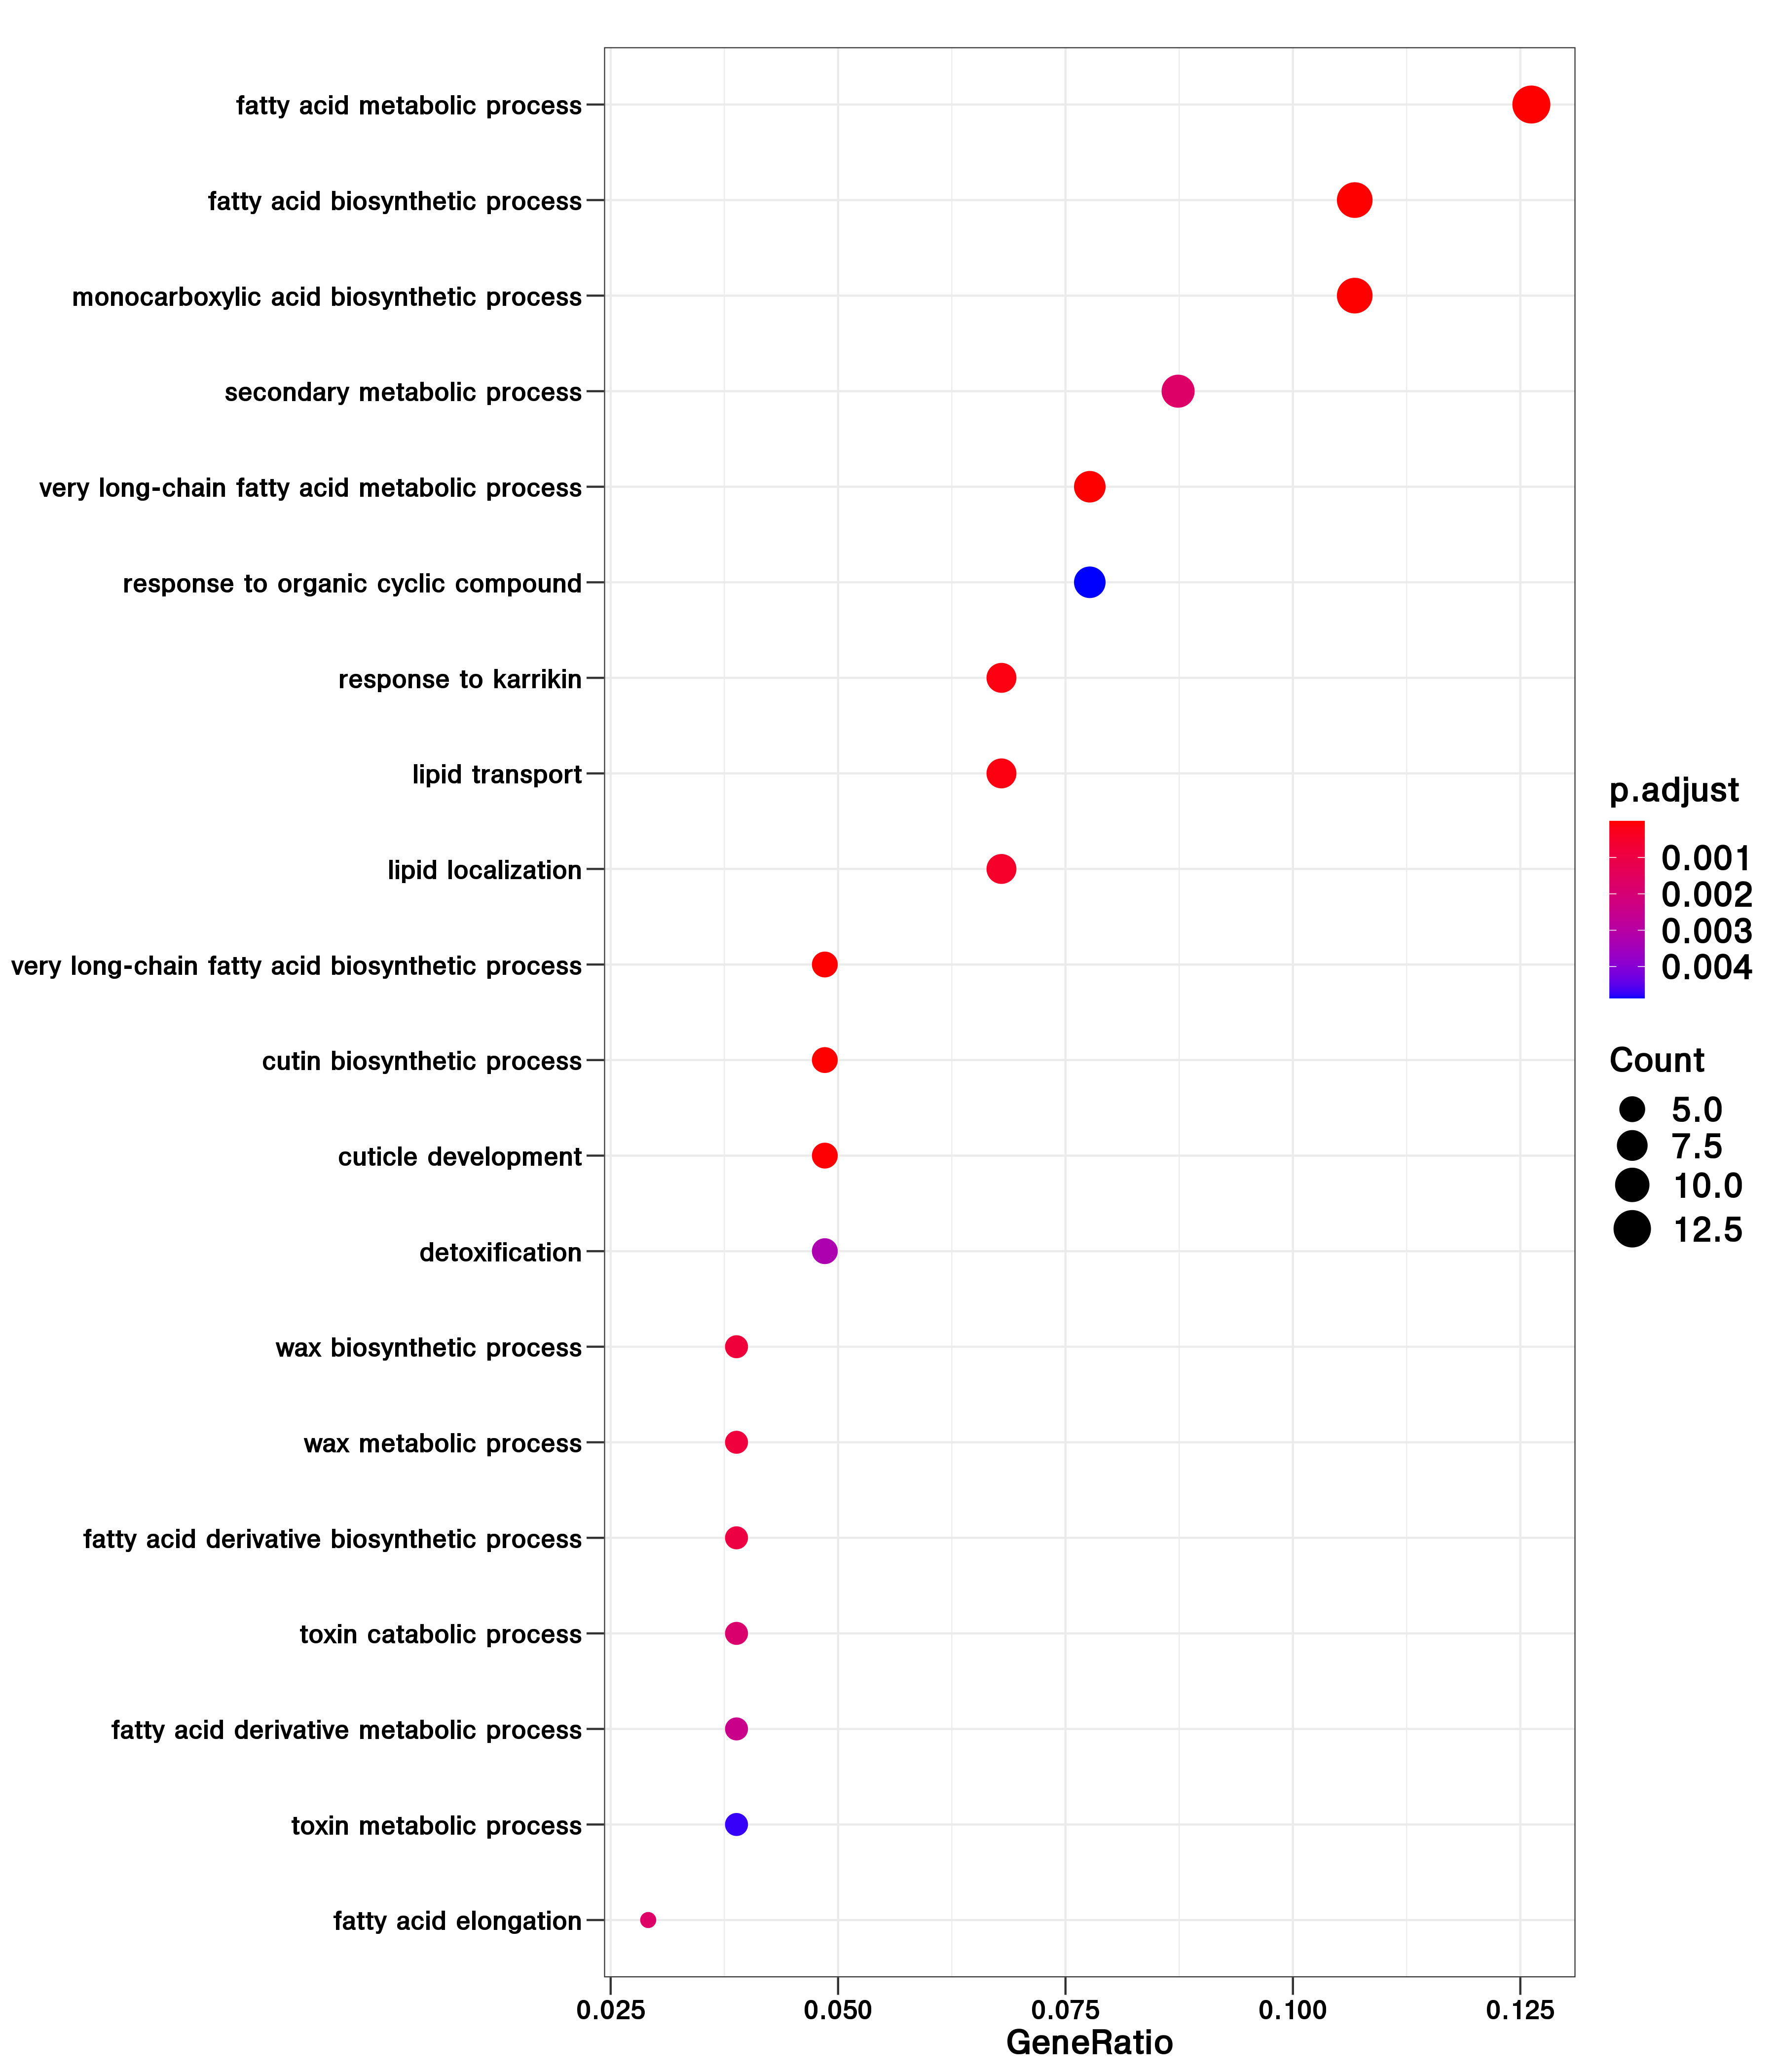 fatty acid metabolic process
fatty acid biosynthetic process
monocarboxylic acid biosynthetic process
secondary metabolic process
very long-chain fatty acid metabolic process
response to organic cyclic compound
response to karrikin
lipid transport
lipid localization
very long-chain fatty acid biosynthetic process
cutin biosynthetic process
cuticle development
detoxification
wax biosynthetic process
wax metabolic process
fatty acid derivative biosynthetic process
toxin catabolic process
fatty acid derivative metabolic process
toxin metabolic process
fatty acid elongation
0.025 0.050 0.075 0.100 0.125
GeneRatio
p.adjust
0.001
0.002
0.003
0.004
Count
5.0
7.5
10.0
12.5